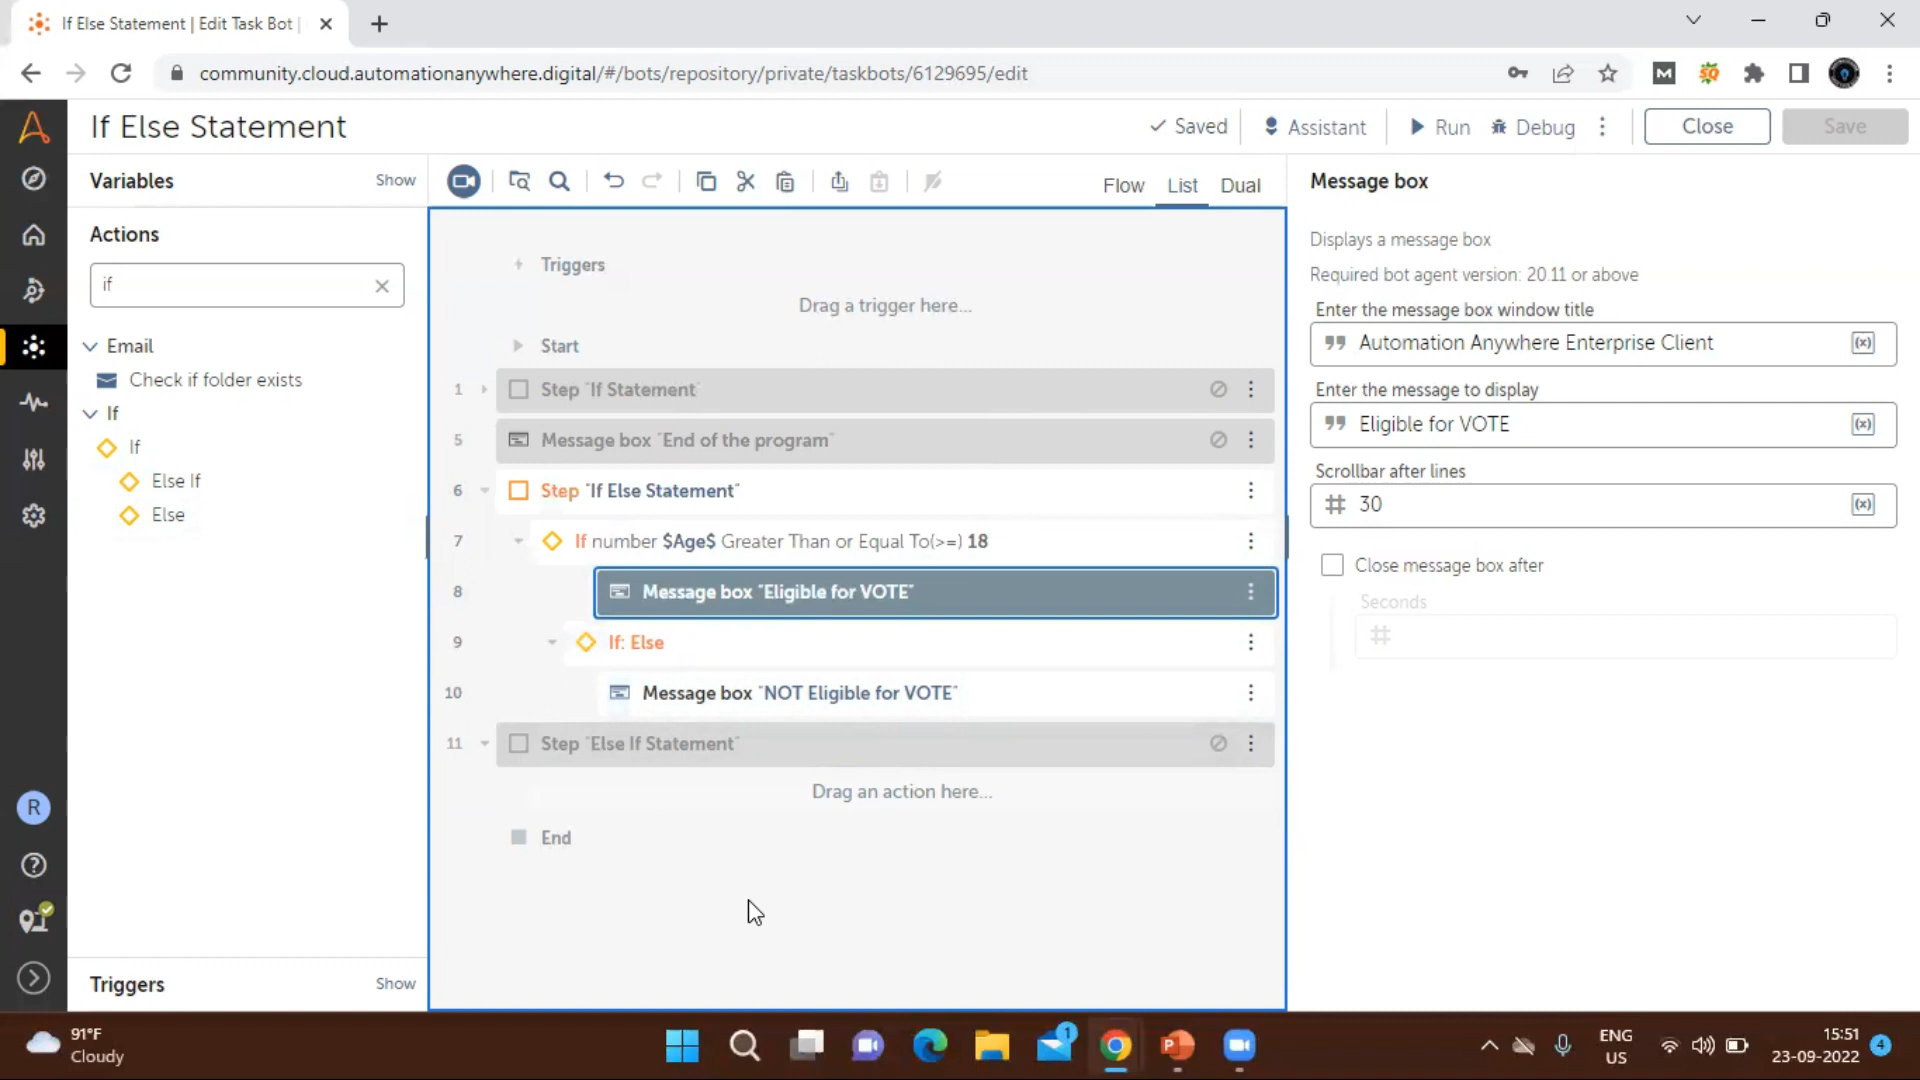 If Else Statement | Edit Task Bot |
community.cloud.automationanywhere.digital/#/bots/repository/private/taskbots/6129695/edit
If Else Statement
Saved
Assistant
Run
Debug
Close
Save
Variables
Show
Flow
List
Dual
Message box
Actions
if
Email
Check if folder exists
If
If
Else If
Else
Triggers
Show
Triggers
Drag a trigger here...
Start
1 Step "If Statement"
5 Message box "End of the program"
6 Step "If Else Statement"
7 If number $Age$ Greater Than or Equal To(>=) 18
8 Message box "Eligible for VOTE"
9 If: Else
10 Message box "NOT Eligible for VOTE"
11 Step "Else If Statement"
Drag an action here...
End
Displays a message box
Required bot agent version: 20.11 or above
Enter the message box window title
Automation Anywhere Enterprise Client
(x)
Enter the message to display
Eligible for VOTE
(x)
Scrollbar after lines
30
(x)
Close message box after
Seconds
R
91°F
Cloudy
1
ENG
US
15:51
23-09-2022
4